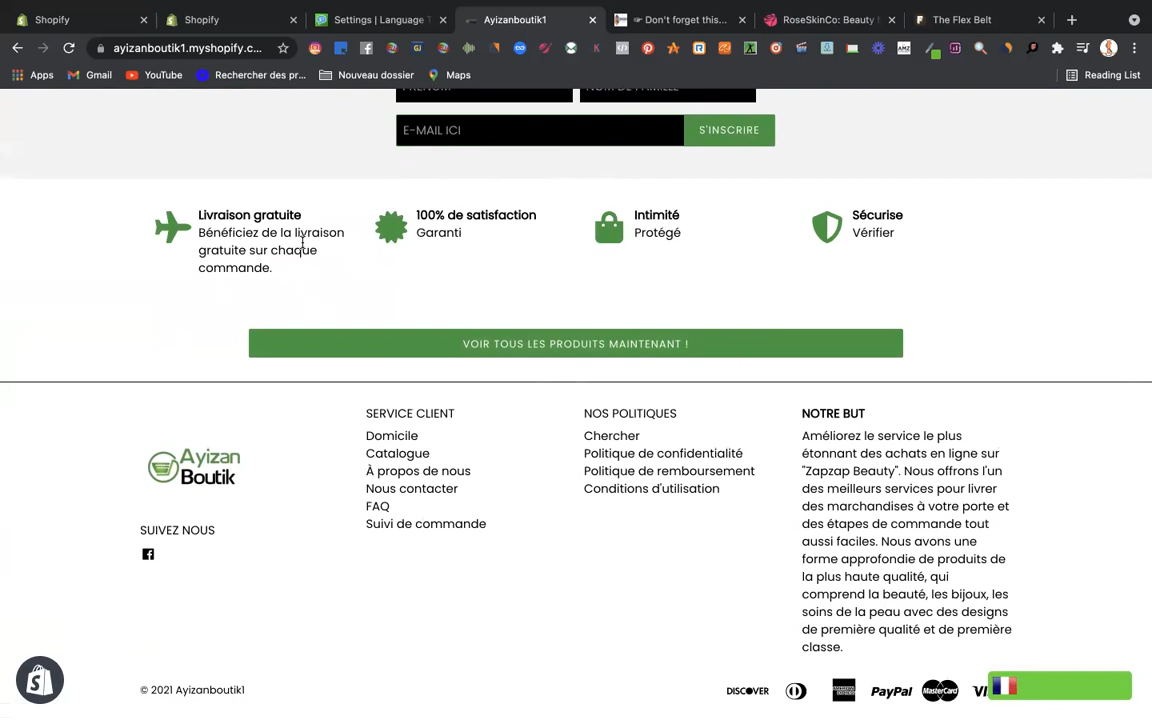 Shopify
Shopify
Settings | Language T
Ayizanboutik1
Don't forget this...
RoseSkinCo: Beauty
The Flex Belt
ayizanboutik1.myshopify.c...
Apps
Gmail
YouTube
Rechercher des pr...
Nouveau dossier
Maps
Reading List
E-MAIL ICI
S'INSCRIRE
Livraison gratuite
Bénéficiez de la livraison
gratuite sur chaque
commande.
100% de satisfaction
Garanti
Intimité
Protégé
Sécurise
Vérifier
VOIR TOUS LES PRODUITS MAINTENANT !
Ayizan
Boutik
SUIVEZ NOUS
SERVICE CLIENT
Domicile
Catalogue
À propos de nous
Nous contacter
FAQ
Suivi de commande
NOS POLITIQUES
Chercher
Politique de confidentialité
Politique de remboursement
Conditions d'utilisation
NOTRE BUT
Améliorez le service le plus
étonnant des achats en ligne sur
"Zapzap Beauty". Nous offrons l'un
des meilleurs services pour livrer
des marchandises à votre porte et
des étapes de commande tout
aussi faciles. Nous avons une
forme approfondie de produits de
la plus haute qualité, qui
comprend la beauté, les bijoux, les
soins de la peau avec des designs
de première qualité et de première
classe.
© 2021 Ayizanboutik1
DISCOVER
PayPal
MasterCard
VI